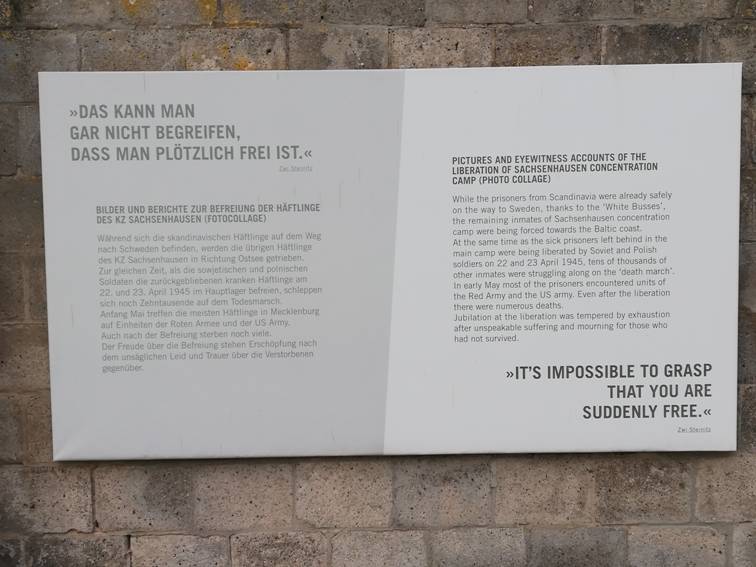 »DAS KANN MAN
GAR NICHT BEGREIFEN,
DASS MAN PLÖTZLICH FREI IST.«
Zwi Steinitz
BILDER UND BERICHTE ZUR BEFREIUNG DER HÄFTLINGE
DES KZ SACHSENHAUSEN (FOTOCOLLAGE)
Während sich die skandinavischen Häftlinge auf dem Weg
nach Schweden befinden, werden die übrigen Häftlinge
des KZ Sachsenhausen in Richtung Ostsee getrieben.
Zur gleichen Zeit, als die sowjetischen und polnischen
Soldaten die zurückgebliebenen kranken Häftlinge am
22. und 23. April 1945 im Hauptlager befreien, schleppen
sich noch Zehntausende auf dem Todesmarsch.
Anfang Mai treffen die meisten Häftlinge in Mecklenburg
auf Einheiten der Roten Armee und der US Army.
Auch nach der Befreiung sterben noch viele.
Der Freude über die Befreiung stehen Erschöpfung nach
dem unsäglichen Leid und Trauer über die Verstorbenen
gegenüber.
PICTURES AND EYEWITNESS ACCOUNTS OF THE
LIBERATION OF SACHSENHAUSEN CONCENTRATION
CAMP (PHOTO COLLAGE)
While the prisoners from Scandinavia were already safely
on the way to Sweden, thanks to the 'White Busses',
the remaining inmates of Sachsenhausen concentration
camp were being forced towards the Baltic coast.
At the same time as the sick prisoners left behind in the
main camp were being liberated by Soviet and Polish
soldiers on 22 and 23 April 1945, tens of thousands of
other inmates were struggling along on the 'death march'.
In early May most of the prisoners encountered units of
the Red Army and the US army. Even after the liberation
there were numerous deaths.
Jubilation at the liberation was tempered by exhaustion
after unspeakable suffering and mourning for those who
had not survived.
»IT'S IMPOSSIBLE TO GRASP
THAT YOU ARE
SUDDENLY FREE.«
Zwi Steinitz